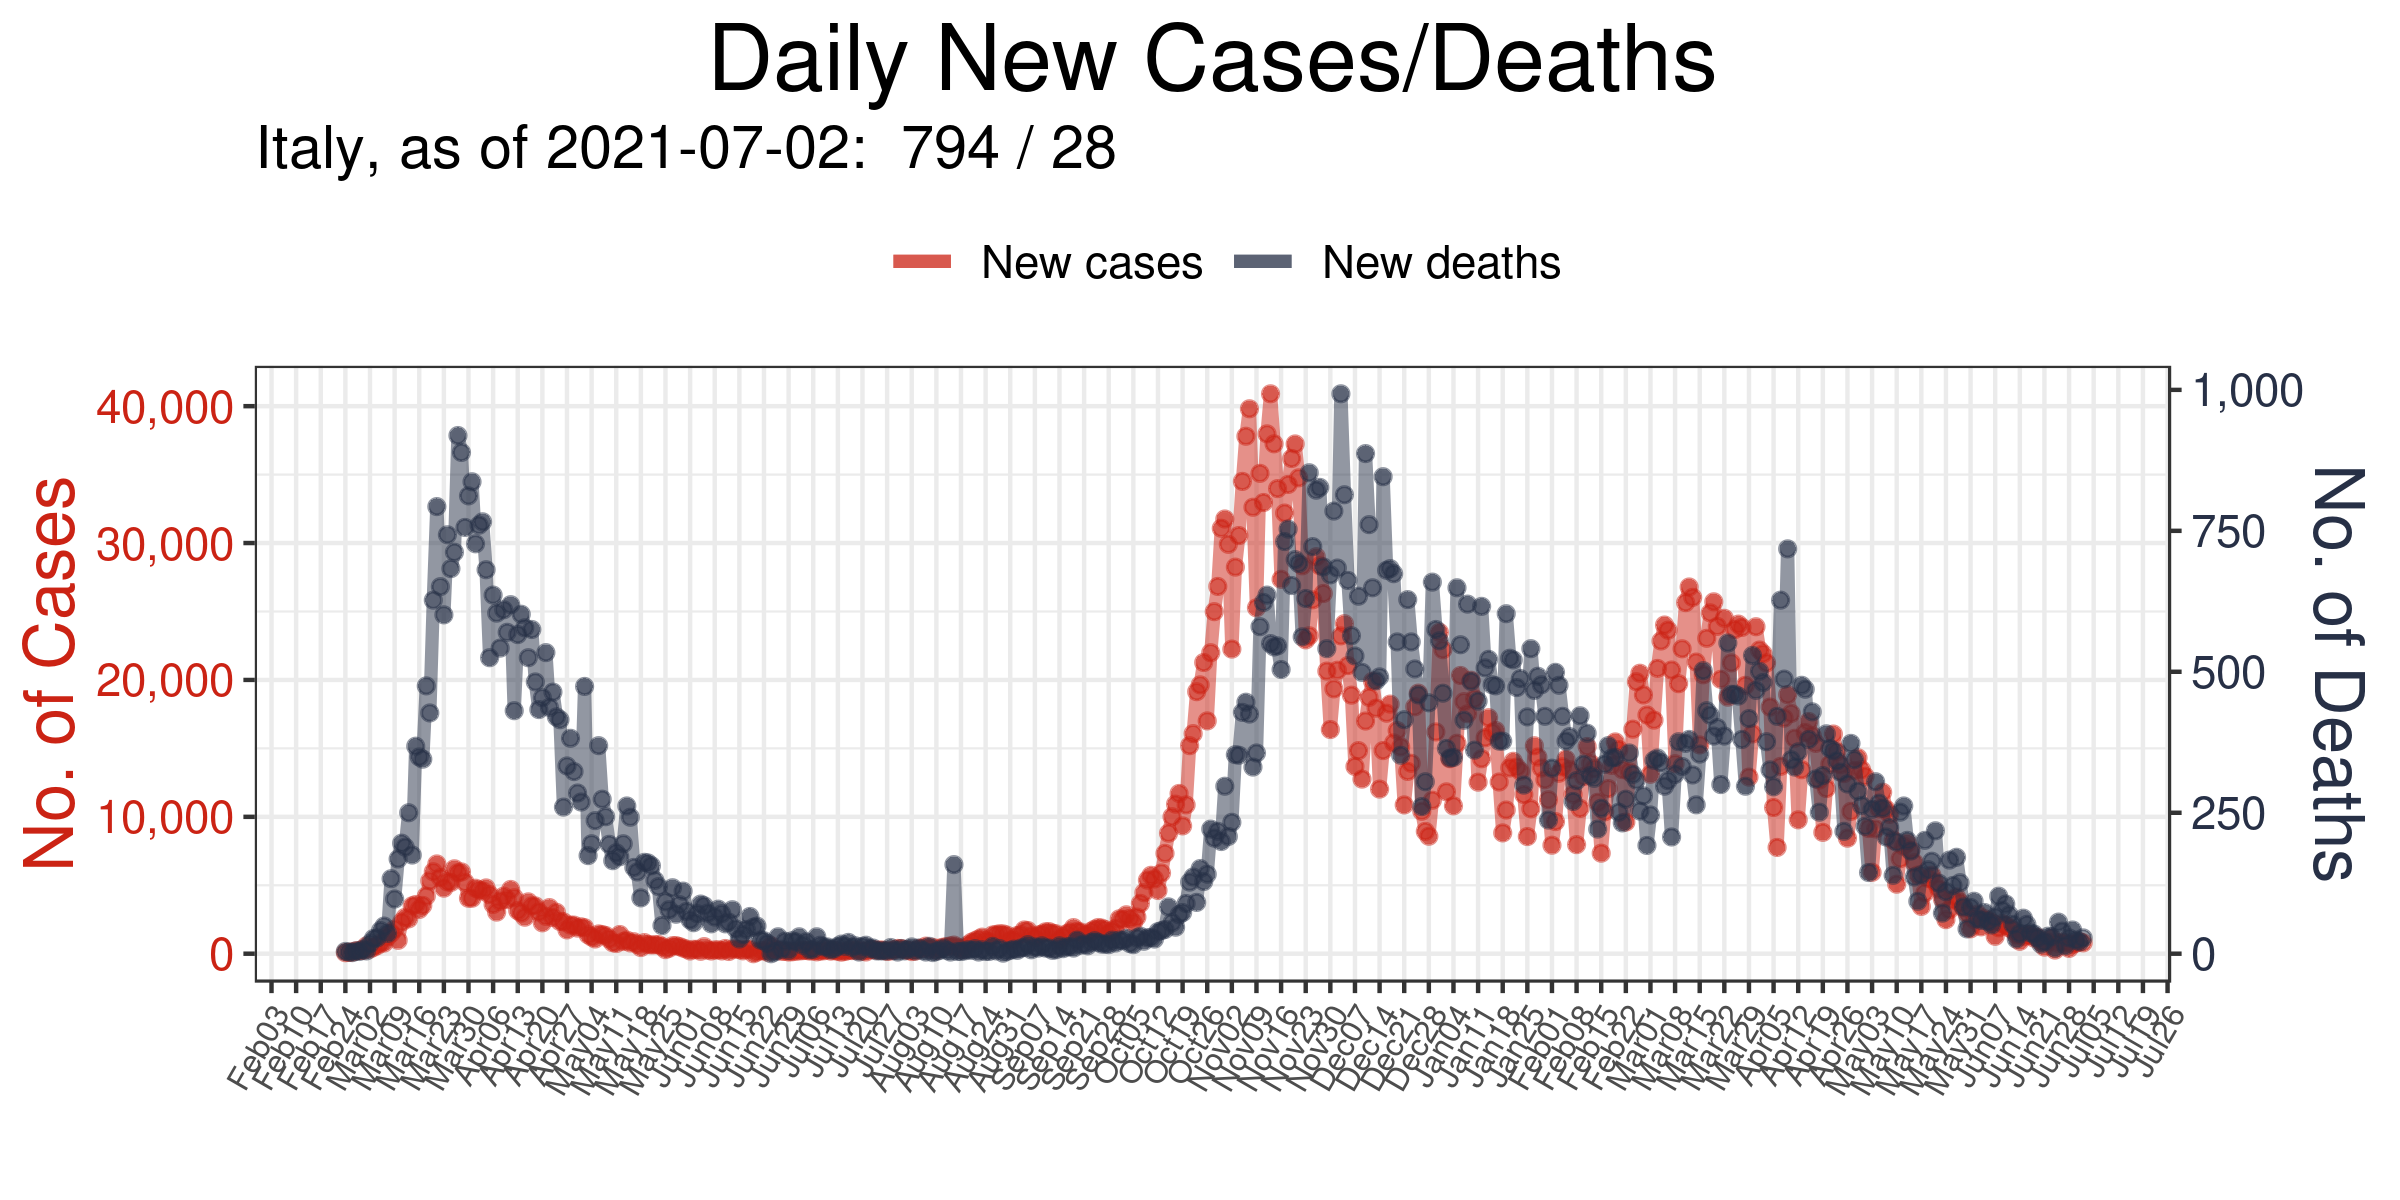 Daily New Cases/Deaths
Italy, as of 2021-07-02:  794 / 28
New cases New deaths
No. of Cases
40,000
30,000
20,000
10,000
0
1,000
750
500
250
0
No. of Deaths
Feb03
Feb10
Feb17
Feb24
Mar02
Mar09
Mar16
Mar23
Mar30
Apr06
Apr13
Apr20
Apr27
May04
May11
May18
May25
Jun01
Jun08
Jun15
Jun22
Jun29
Jul06
Jul13
Jul20
Jul27
Aug03
Aug10
Aug17
Aug24
Aug31
Sep07
Sep14
Sep21
Sep28
Oct05
Oct12
Oct19
Oct26
Nov02
Nov09
Nov16
Nov23
Nov30
Dec07
Dec14
Dec21
Dec28
Jan04
Jan11
Jan18
Jan25
Feb01
Feb08
Feb15
Feb22
Mar01
Mar08
Mar15
Mar22
Mar29
Apr05
Apr12
Apr19
Apr26
May03
May10
May17
May24
May31
Jun07
Jun14
Jun21
Jun28
Jul05
Jul12
Jul19
Jul26